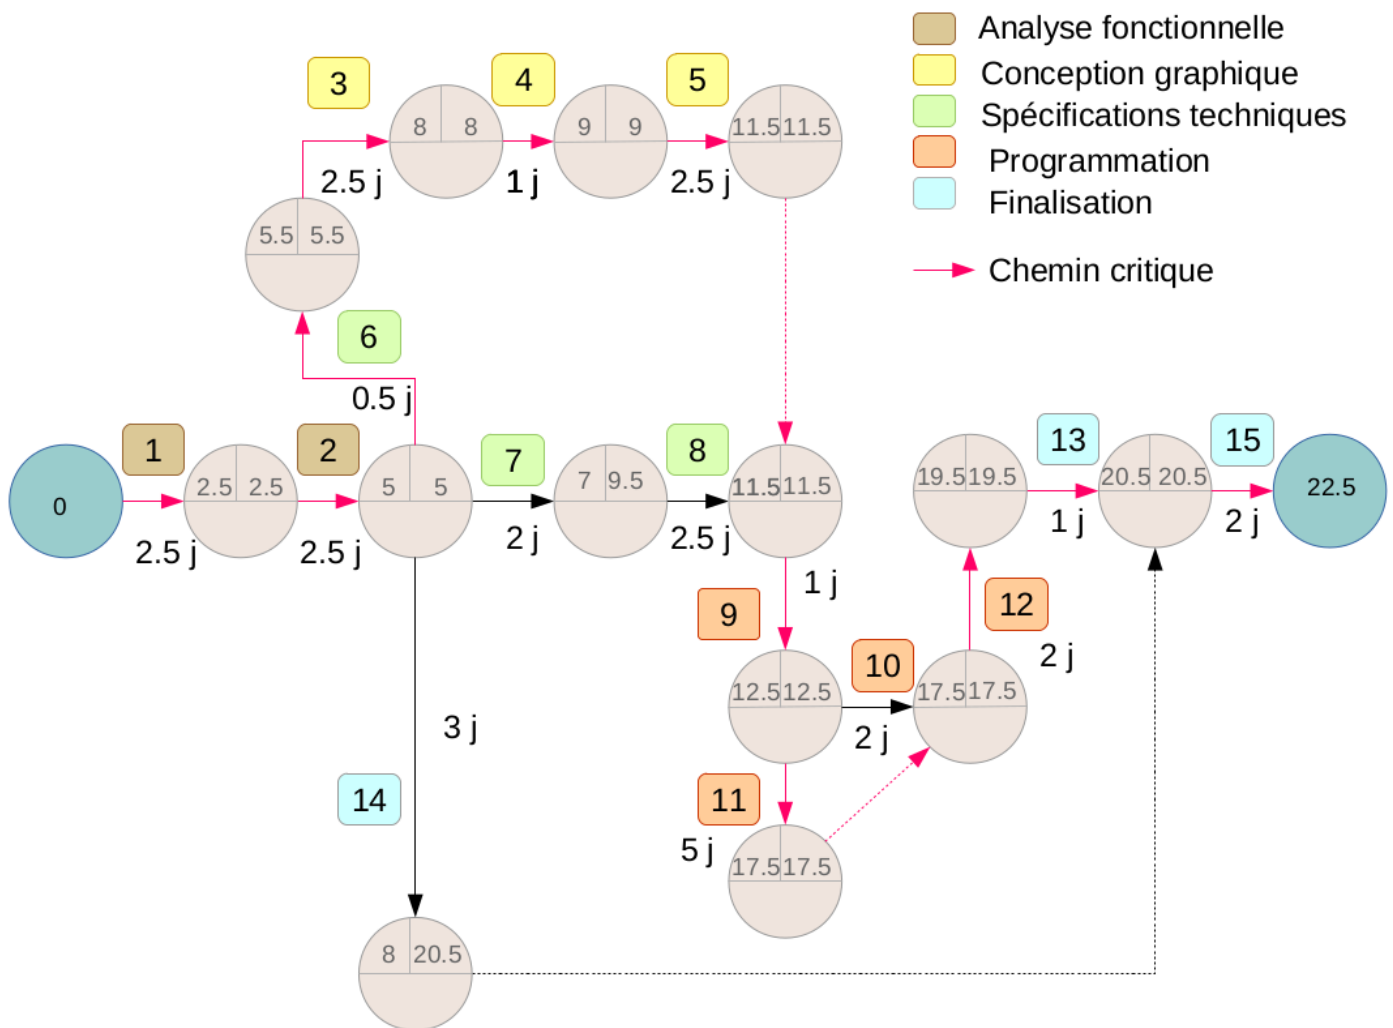 Analyse fonctionnelle
Conception graphique
Spécifications techniques
Programmation
Finalisation
Chemin critique
3
4
5
8 8
9 9
11.5 11.5
2.5 j
1 j
2.5 j
5.5 5.5
6
0.5 j
1
2
7
8
13
15
0
2.5 2.5
5 5
7 9.5
11.5 11.5
19.5 19.5
20.5 20.5
22.5
2.5 j
2.5 j
2 j
2.5 j
1 j
2 j
1 j
9
12
10
2 j
12.5 12.5
17.5 17.5
3 j
2 j
14
11
5 j
17.5 17.5
8 20.5